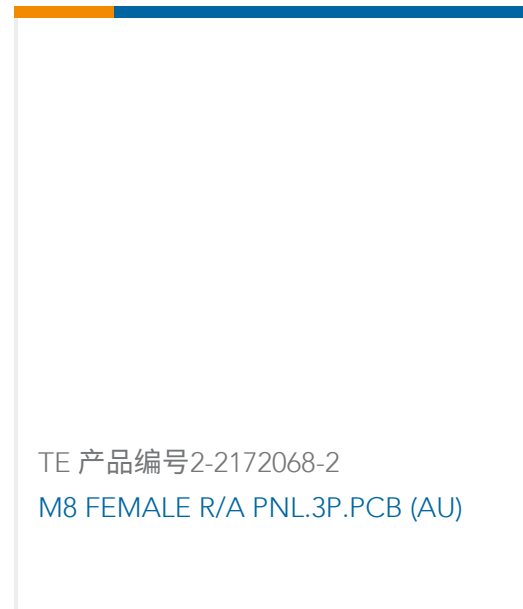 TE 产品编号2-2172068-2
M8 FEMALE R/A PNL.3P.PCB (AU)